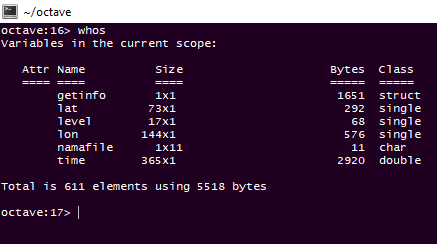 ~/octave
octave:16> whos
Variables in the current scope:
Attr Name Size Bytes Class
==== ==== ==== ===== =====
getinfo 1x1 1651 struct
lat 73x1 292 single
level 17x1 68 single
lon 144x1 576 single
namafile 1x11 11 char
time 365x1 2920 double
Total is 611 elements using 5518 bytes
octave:17>